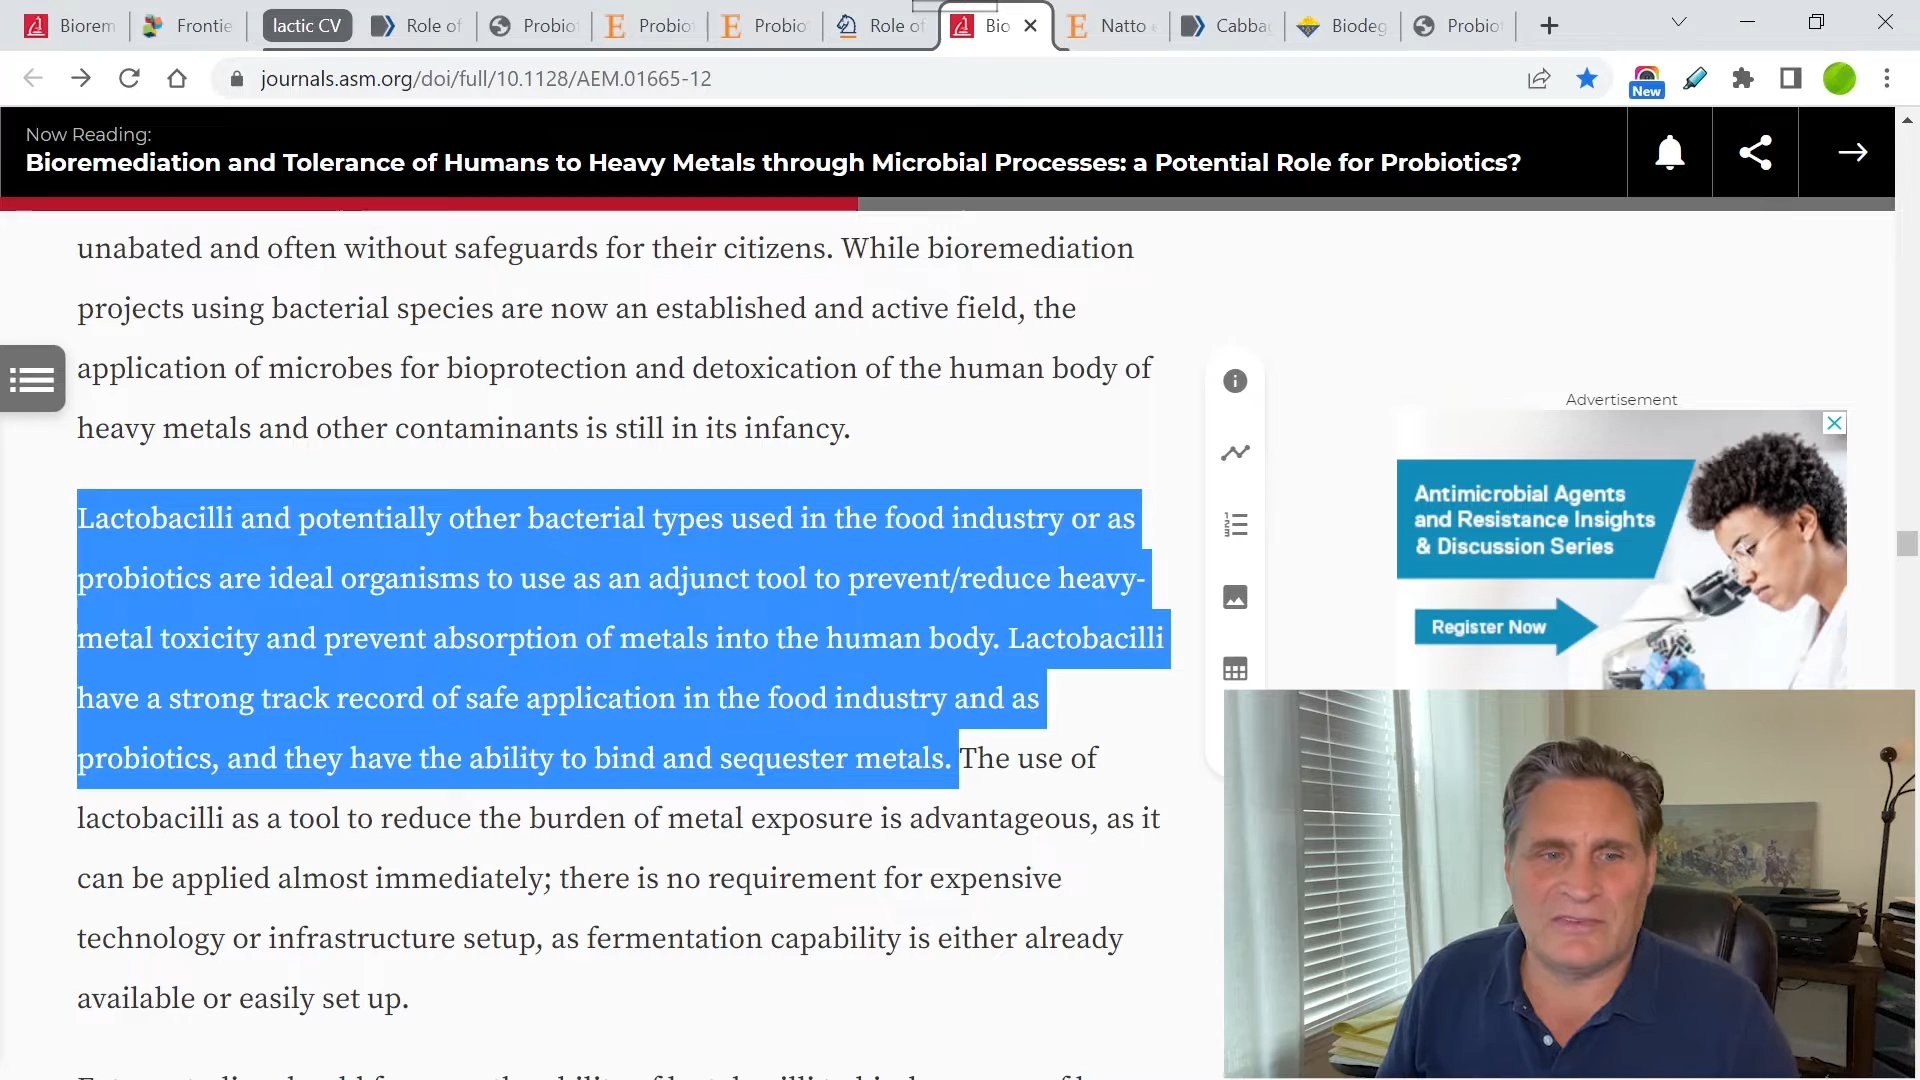 Biorem
Frontie
lactic CV
Role of
Probio
Probio
Probio
Role of
Bio
Natto
Cabba
Biodeg
Probio
journals.asm.org/doi/full/10.1128/AEM.01665-12
New
Now Reading:
Bioremediation and Tolerance of Humans to Heavy Metals through Microbial Processes: a Potential Role for Probiotics?
unabated and often without safeguards for their citizens. While bioremediation
projects using bacterial species are now an established and active field, the
application of microbes for bioprotection and detoxication of the human body of
heavy metals and other contaminants is still in its infancy.
Lactobacilli and potentially other bacterial types used in the food industry or as
probiotics are ideal organisms to use as an adjunct tool to prevent/reduce heavy-
metal toxicity and prevent absorption of metals into the human body. Lactobacilli
have a strong track record of safe application in the food industry and as
probiotics, and they have the ability to bind and sequester metals. The use of
lactobacilli as a tool to reduce the burden of metal exposure is advantageous, as it
can be applied almost immediately; there is no requirement for expensive
technology or infrastructure setup, as fermentation capability is either already
available or easily set up.
Advertisement
Antimicrobial Agents
and Resistance Insights
& Discussion Series
Register Now